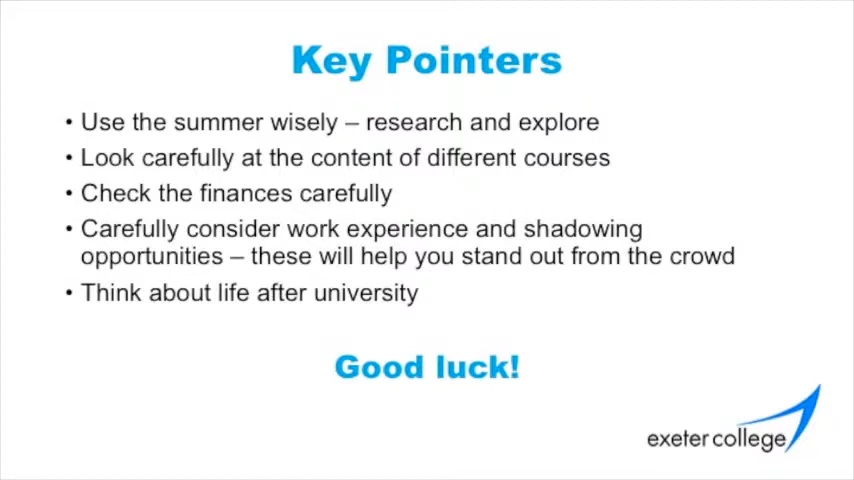 Key Pointers
• Use the summer wisely – research and explore
• Look carefully at the content of different courses
• Check the finances carefully
• Carefully consider work experience and shadowing
opportunities – these will help you stand out from the crowd
• Think about life after university
Good luck!
exeter college